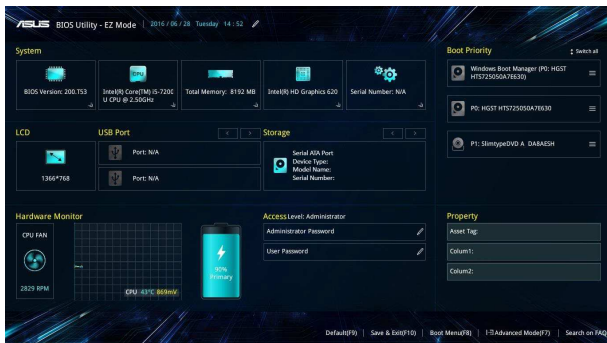 ASUS BIOS Utility - EZ Mode 2016/06/28 Tuesday 14:52
System
BIOS Version: 200.T53
CPU
Intel(R) Core(TM) i5-7200
U CPU @ 2.50GHz
Total Memory: 8192 MB
Intel(R) HD Graphics 620
Serial Number: N/A
Boot Priority
Switch all
Windows Boot Manager (P0: HGST
HTS725050A7E630)
P0: HGST HTS725050A7E630
P1: SlimtypeDVD A DA8AESH
LCD
1366*768
USB Port
Port: N/A
Port: N/A
Storage
Serial ATA Port
Device Type:
Model Name:
Serial Number:
Hardware Monitor
CPU FAN
2829 RPM
CPU 43°C 869mV
90%
Primary
Access Level: Administrator
Administrator Password
User Password
Property
Asset Tag:
Colum1:
Colum2:
Default(F9) | Save & Exit(F10) | Boot Menu(F8) | Advanced Mode(F7) | Search on FAQ